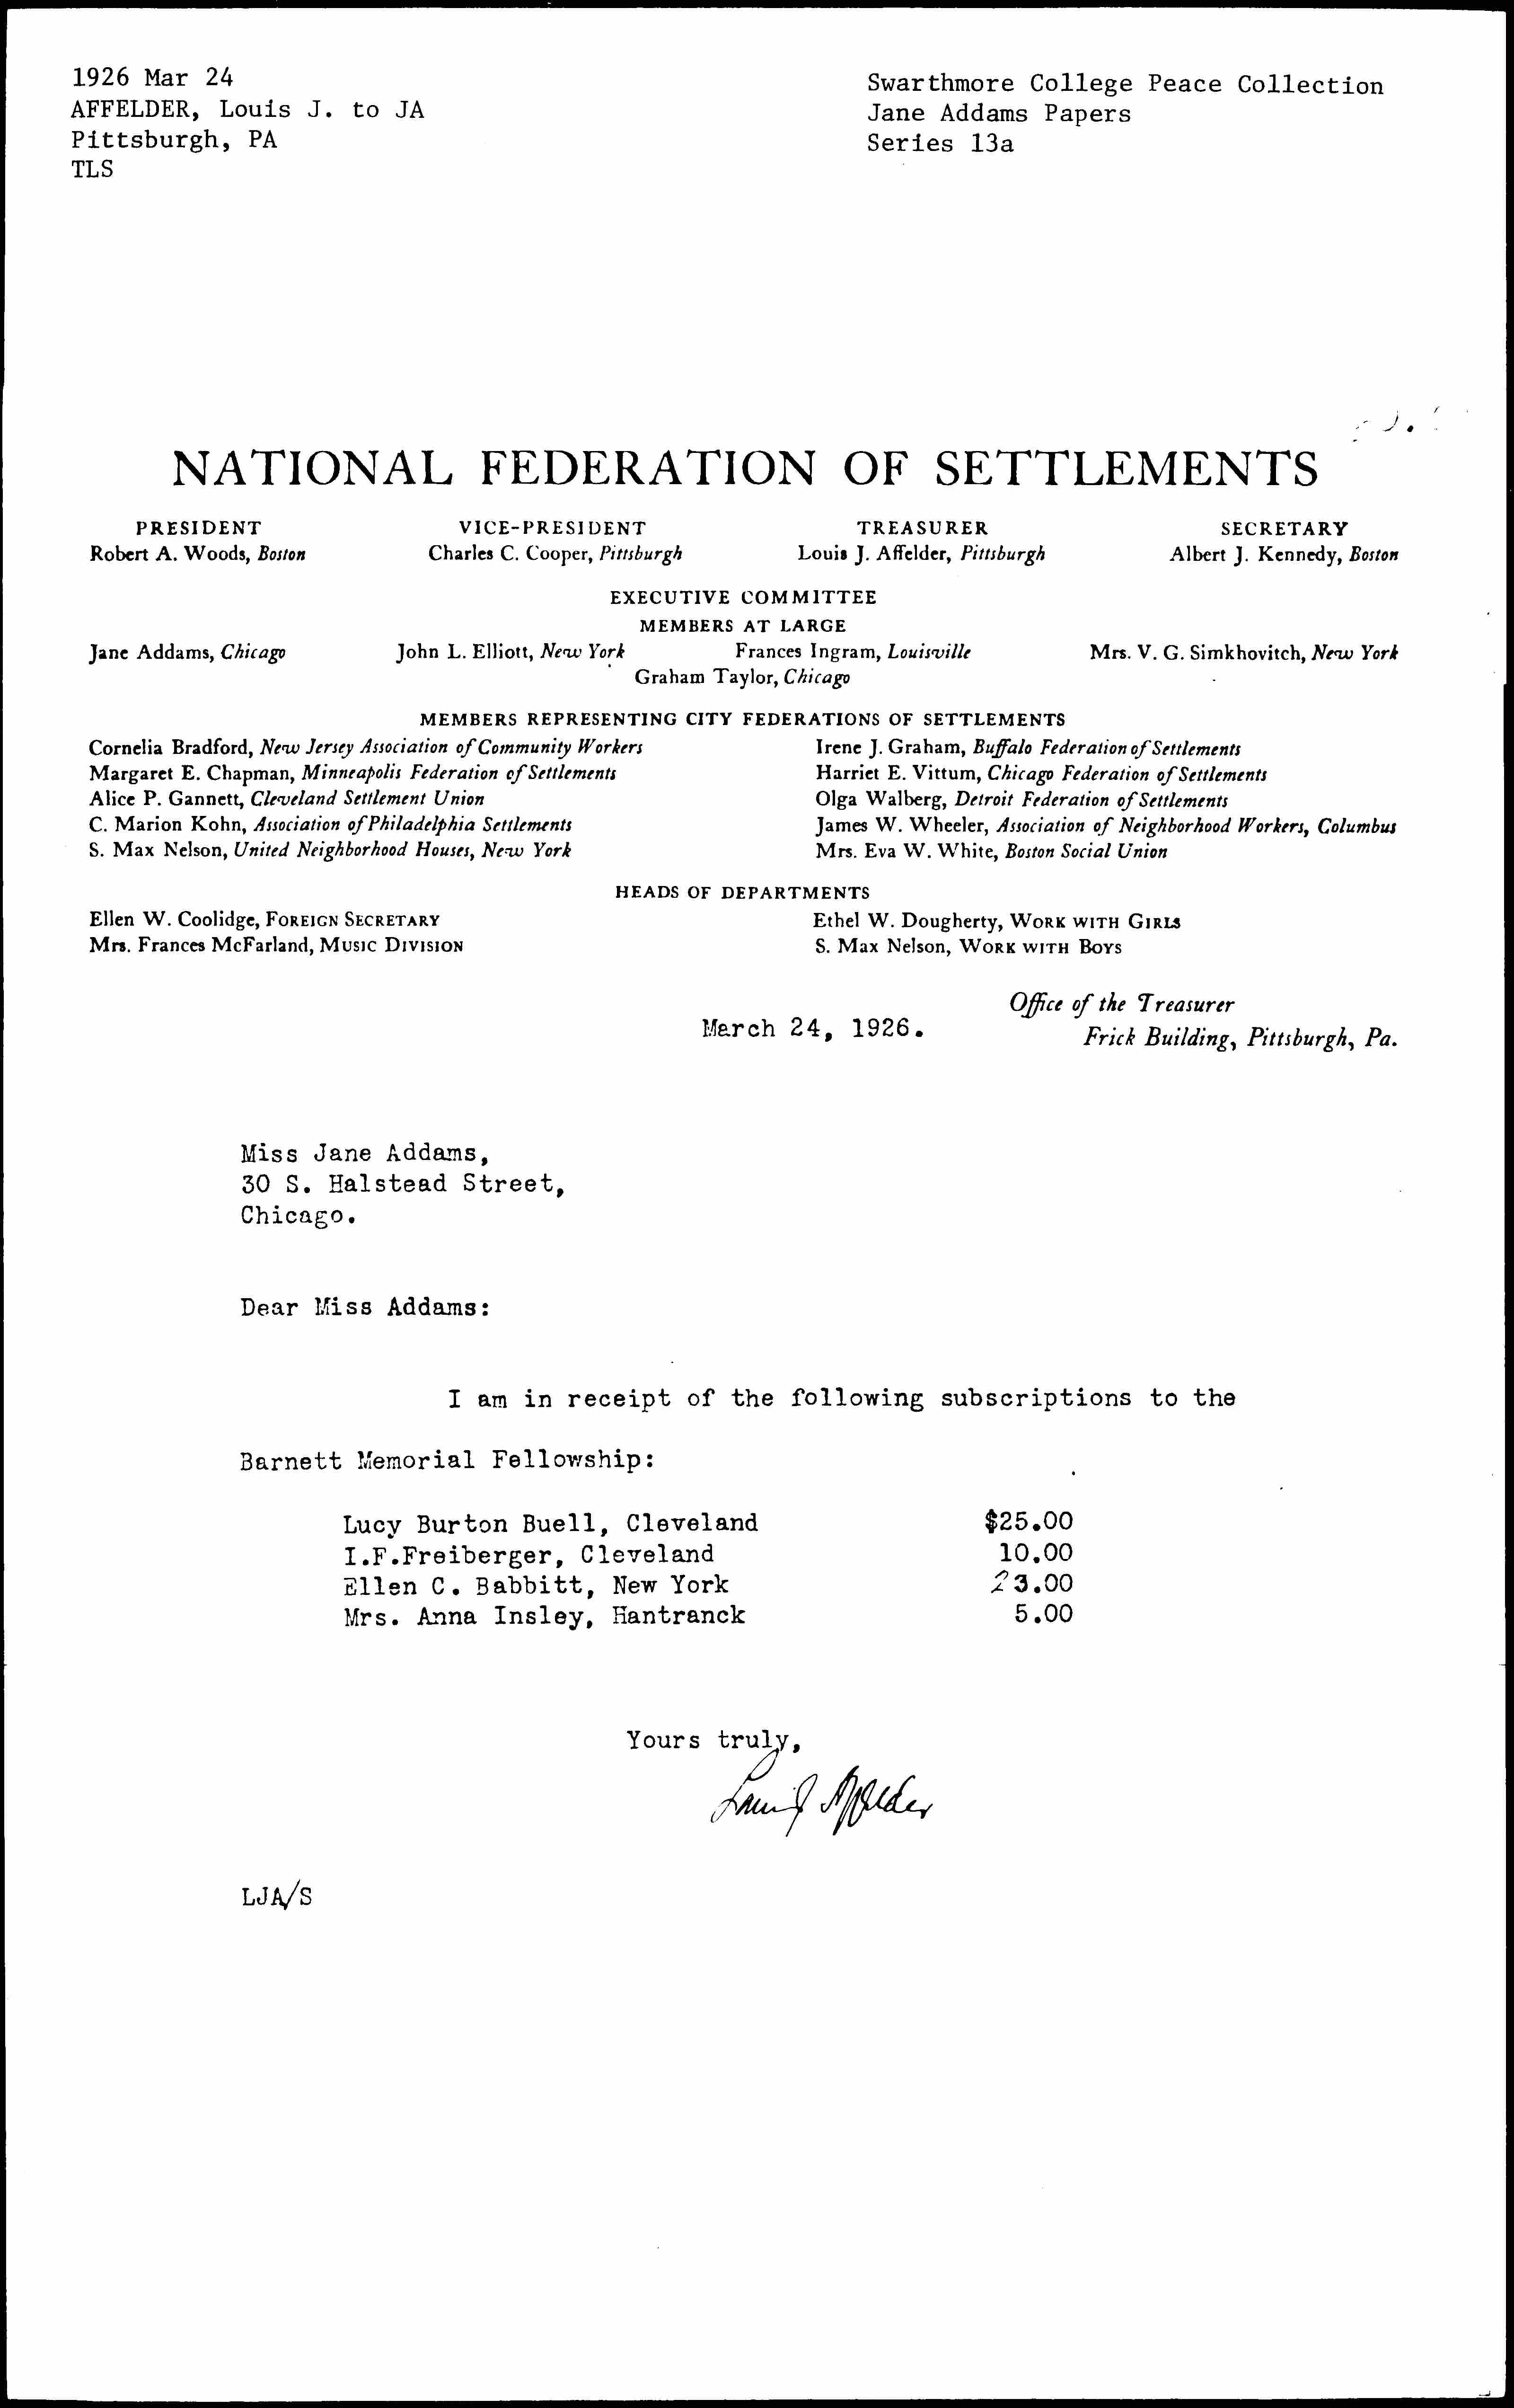 1926 Mar 24
AFFELDER, Louis J. to JA
Pittsburgh, PA
TLS
Swarthmore College Peace Collection
Jane Addams Papers
Series 13a
NATIONAL FEDERATION OF SETTLEMENTS
PRESIDENT VICE-PRESIDENT TREASURER SECRETARY
Robert A. Woods, Boston Charles C. Cooper, Pittsburgh Louis J. Affelder, Pittsburgh Albert J. Kennedy, Boston
EXECUTIVE COMMITTEE
MEMBERS AT LARGE
Jane Addams, Chicago John L. Elliott, New York Frances Ingram, Louisville Mrs. V. G. Simkhovitch, New York
Graham Taylor, Chicago
MEMBERS REPRESENTING CITY FEDERATIONS OF SETTLEMENTS
Cornelia Bradford, New Jersey Association of Community Workers Irene J. Graham, Buffalo Federation of Settlements
Margaret E. Chapman, Minneapolis Federation of Settlements Harriet E. Vittum, Chicago Federation of Settlements
Alice P. Gannett, Cleveland Settlement Union Olga Walberg, Detroit Federation of Settlements
C. Marion Kohn, Association of Philadelphia Settlements James W. Wheeler, Association of Neighborhood Workers, Columbus
S. Max Nelson, United Neighborhood Houses, New York Mrs. Eva W. White, Boston Social Union
HEADS OF DEPARTMENTS
Ellen W. Coolidge, FOREIGN SECRETARY Ethel W. Dougherty, WORK WITH GIRLS
Mrs. Frances McFarland, MUSIC DIVISION S. Max Nelson, WORK WITH BOYS
Office of the Treasurer
March 24, 1926. Frick Building, Pittsburgh, Pa.
Miss Jane Addams,
30 S. Halstead Street,
Chicago.
Dear Miss Addams:
I am in receipt of the following subscriptions to the
Barnett Memorial Fellowship:
Lucy Burton Buell, Cleveland $25.00
I.F.Freiberger, Cleveland 10.00
Ellen C. Babbitt, New York 23.00
Mrs. Anna Insley, Hantranck 5.00
Yours truly,
Louis J Affelder
LJA/S